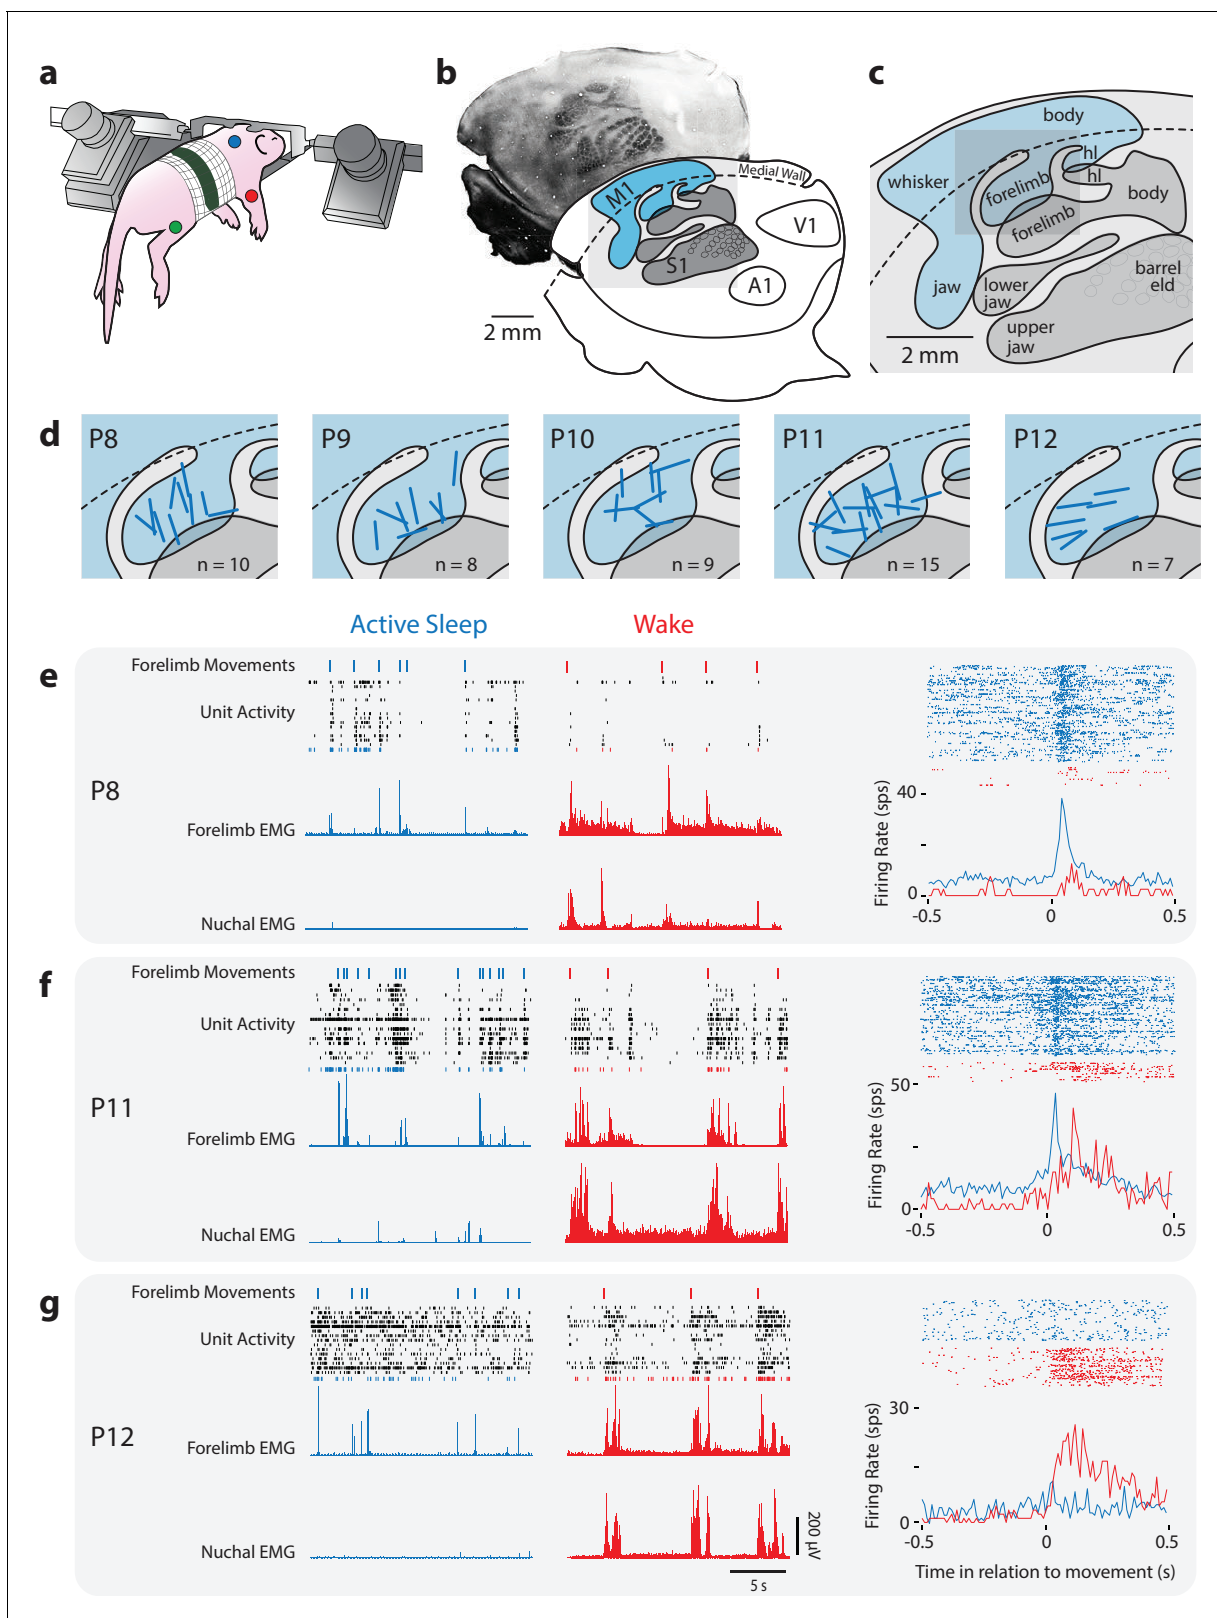 a
b
c
Medial Wall
M1
S1
V1
A1
2 mm
body
hl
hl
whisker
forelimb
forelimb
body
jaw
lower
jaw
barrel
eld
upper
jaw
2 mm
d
P8
n = 10
P9
n = 8
P10
n = 9
P11
n = 15
P12
n = 7
Active Sleep
Wake
e
P8
Forelimb Movements
Unit Activity
Forelimb EMG
Nuchal EMG
Firing Rate (sps)
40
0
-0.5
0
0.5
f
P11
Forelimb Movements
Unit Activity
Forelimb EMG
Nuchal EMG
Firing Rate (sps)
50
0
-0.5
0
0.5
g
P12
Forelimb Movements
Unit Activity
Forelimb EMG
Nuchal EMG
200 µV
5 s
Firing Rate (sps)
30
0
-0.5
0
0.5
Time in relation to movement (s)